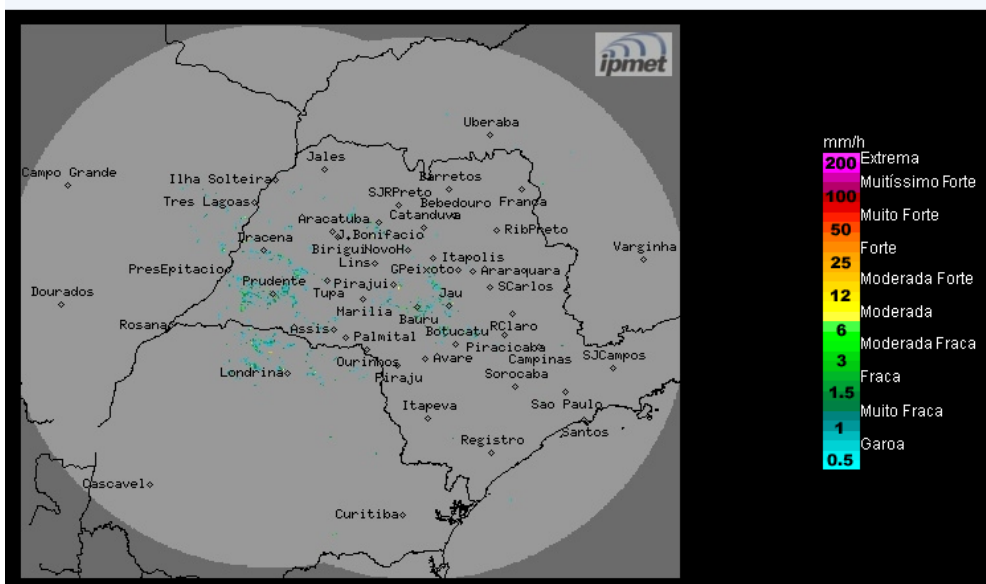 ipmet
Uberaba
Jales
Campo Grande
Ilha Solteira
Barretos
SJRPreto
Tres Lagoas
Bebedouro
Franca
Catanduva
Aracatuba
RibPreto
J.Bonifacio
Dracena
Varginha
Birigui
NovoH
Itapolis
Lins
PresEpitacio
GPeixoto
Araraquara
Prudente
Pirajui
SCarlos
Dourados
Tupa
Jau
Marilia
Bauru
Rosana
Assis
Botucatu
RClaro
Palmital
Piracicaba
Ourinhos
Avare
Campinas
SJCampos
Londrina
Piraju
Sorocaba
Itapeva
Sao Paulo
Santos
Registro
Cascavel
Curitiba
mm/h
200 Extrema
Muitíssimo Forte
100
Muito Forte
50
Forte
25
Moderada Forte
12
Moderada
6
Moderada Fraca
3
Fraca
1.5
Muito Fraca
1
Garoa
0.5